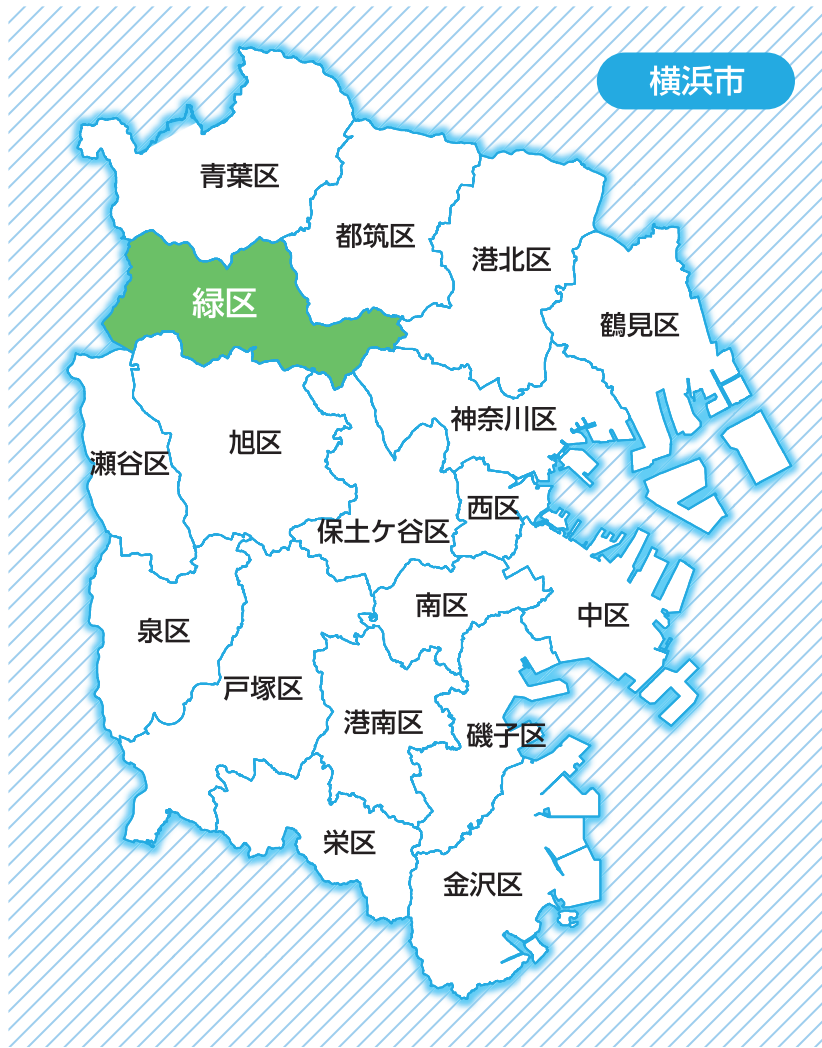 横浜市
青葉区
都筑区
港北区
緑区
鶴見区
神奈川区
旭区
瀬谷区
西区
保土ケ谷区
南区
中区
泉区
戸塚区
港南区
磯子区
栄区
金沢区